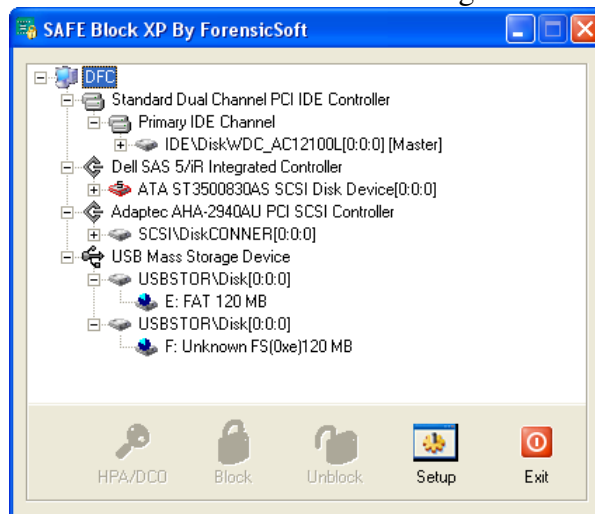 SAFE Block XP By ForensicSoft
DFC
Standard Dual Channel PCI IDE Controller
Primary IDE Channel
IDE\DiskWDC_AC12100L[0:0:0] [Master]
Dell SAS 5/iR Integrated Controller
ATA ST3500830AS SCSI Disk Device[0:0:0]
Adaptec AHA-2940AU PCI SCSI Controller
SCSI\DiskCONNER[0:0:0]
USB Mass Storage Device
USBSTOR\Disk[0:0:0]
E: FAT 120 MB
USBSTOR\Disk[0:0:0]
F: Unknown FS(0xe)120 MB
HPA/DCO Block Unblock Setup Exit